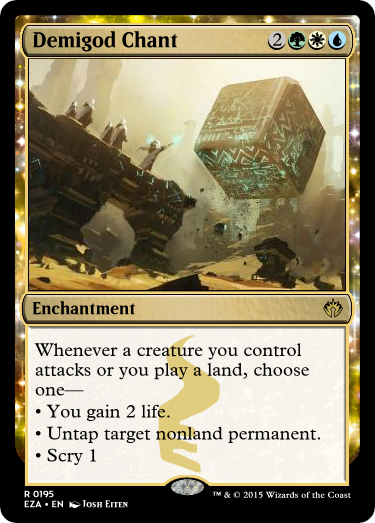 Demigod Chant 2
Enchantment
Whenever a creature you control
attacks or you play a land, choose
one—
• You gain 2 life.
• Untap target nonland permanent.
• Scry 1
R 0195
EZA • EN Josh Eiten
™ & © 2015 Wizards of the Coast